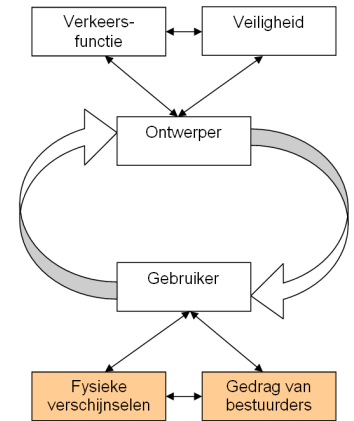 Verkeers-
functie
Veiligheid
Ontwerper
Gebruiker
Fysieke
verschijnselen
Gedrag van
bestuurders